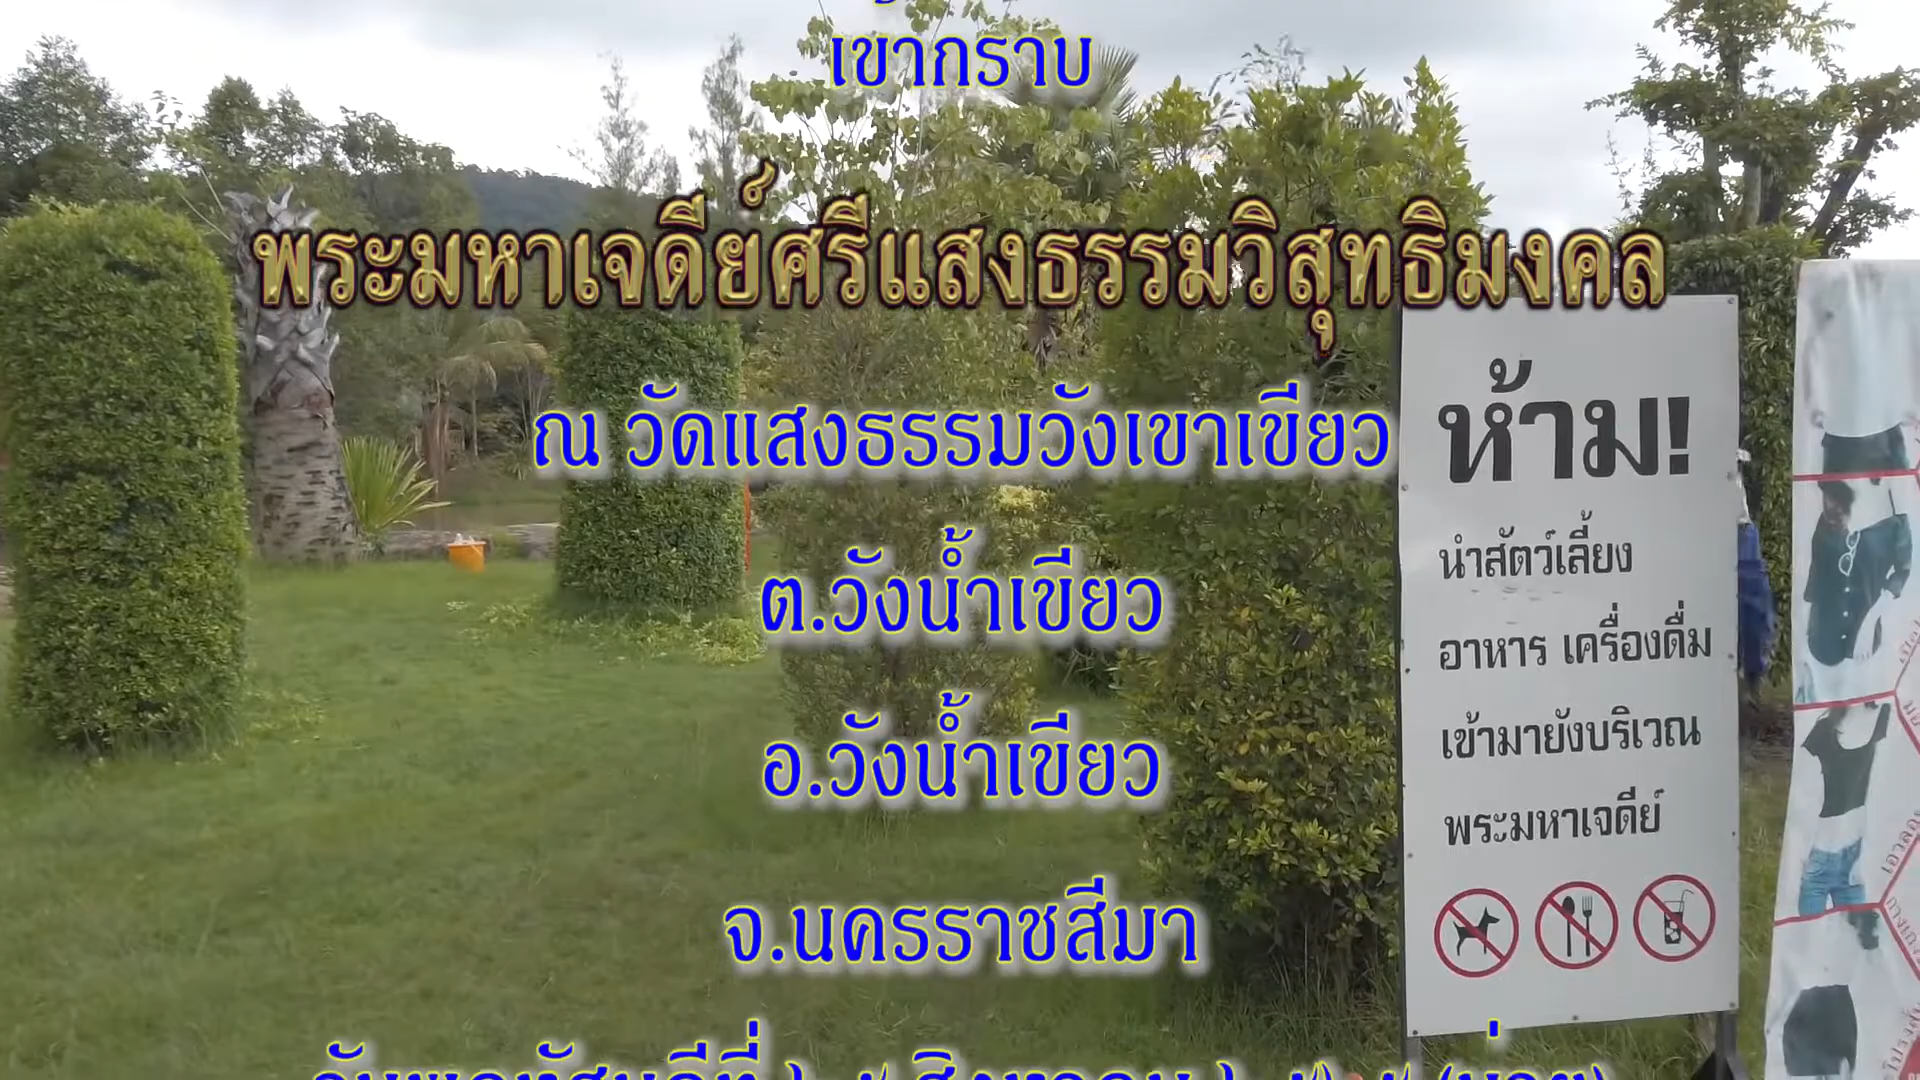 เข้ากราบ
พระมหาเจดีย์ศรีแสงธรรมวิสุทธิมงคล
ณ วัดแสงธรรมวังเขาเขียว
ต.วังน้ำเขียว
อ.วังน้ำเขียว
จ.นครราชสีมา
ห้าม!
นำสัตว์เลี้ยง
อาหาร เครื่องดื่ม
เข้ามายังบริเวณ
พระมหาเจดีย์